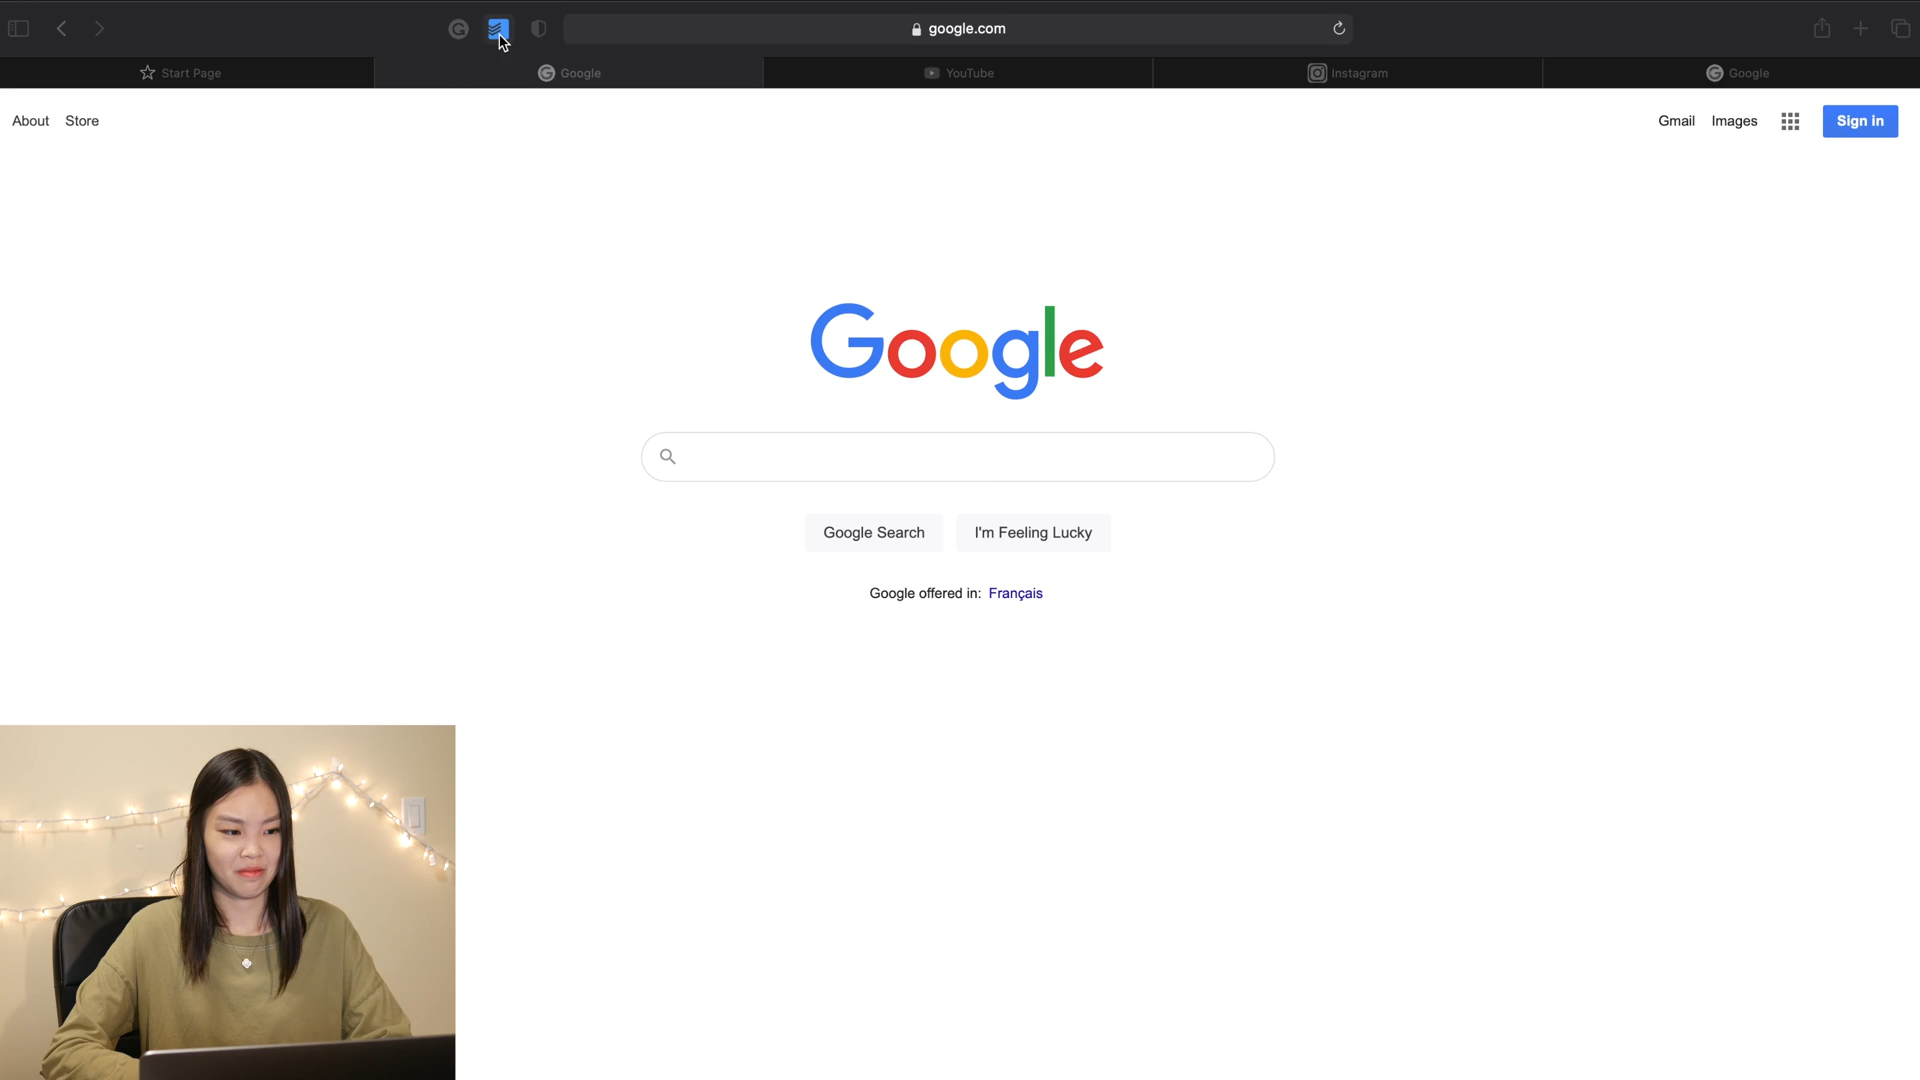 google.com
Start Page
Google
YouTube
Instagram
Google
About Store
Gmail Images Sign in
Google
Google Search I'm Feeling Lucky
Google offered in: Français